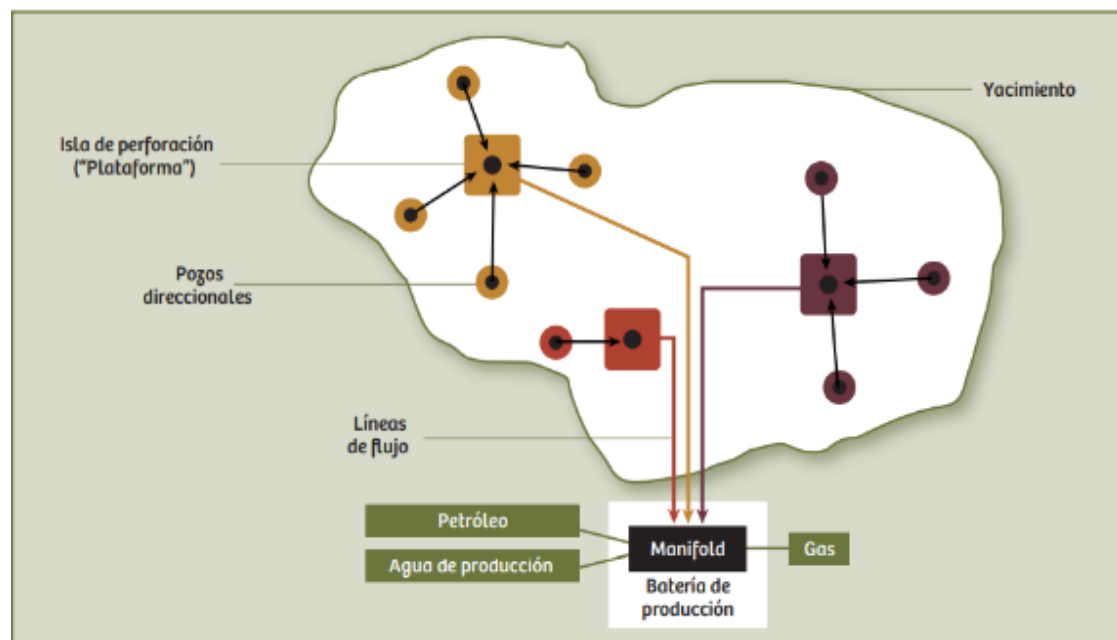 Yacimiento
Isla de perforación
("Plataforma")
Pozos
direccionales
Líneas
de flujo
Petróleo
Agua de producción
Manifold
Gas
Batería de
producción